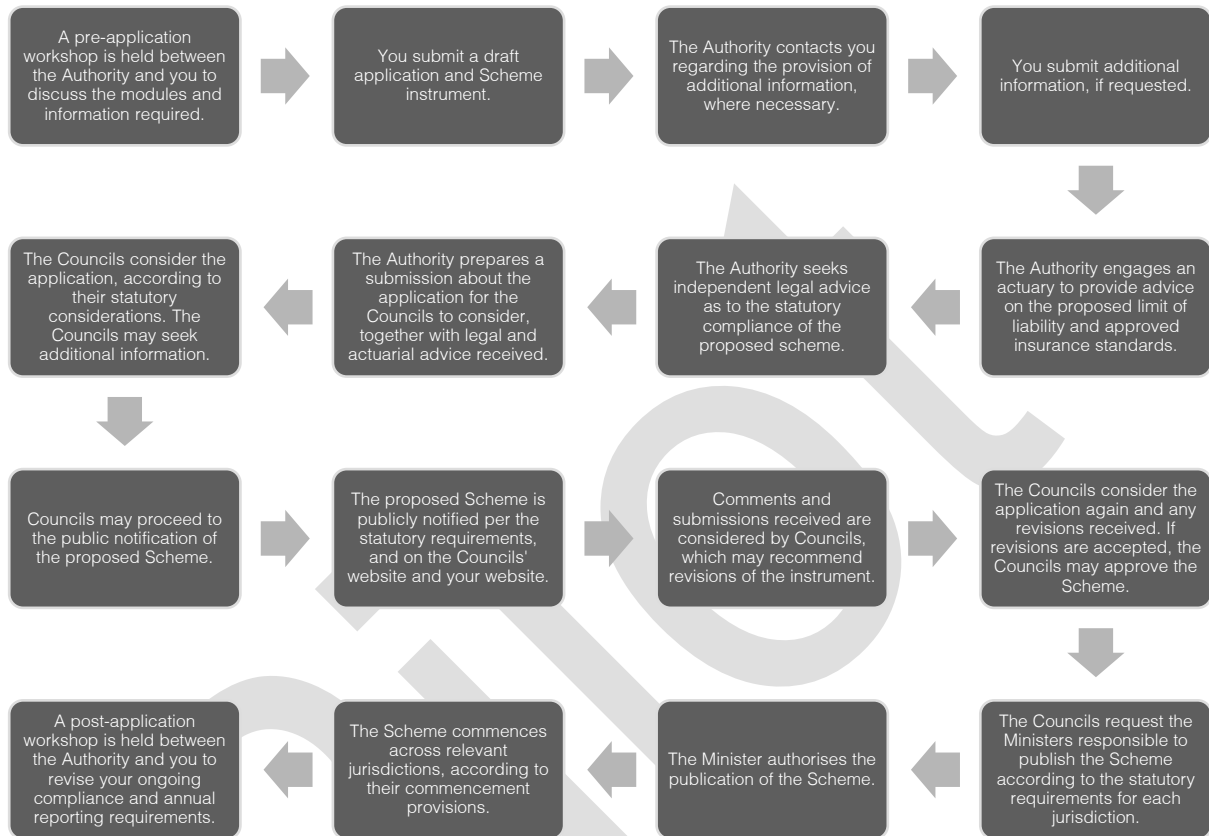 A pre-application
workshop is held between
the Authority and you to
discuss the modules and
information required.
You submit a draft
application and Scheme
instrument.
The Authority contacts you
regarding the provision of
additional information,
where necessary.
You submit additional
information, if requested.
The Authority engages an
actuary to provide advice
on the proposed limit of
liability and approved
insurance standards.
The Authority seeks
independent legal advice
as to the statutory
compliance of the
proposed scheme.
The Authority prepares a
submission about the
application for the
Councils to consider,
together with legal and
actuarial advice received.
The Councils consider the
application, according to
their statutory
considerations. The
Councils may seek
additional information.
Councils may proceed to
the public notification of
the proposed Scheme.
The proposed Scheme is
publicly notified per the
statutory requirements,
and on the Councils'
website and your website.
Comments and
submissions received are
considered by Councils,
which may recommend
revisions of the instrument.
The Councils consider the
application again and any
revisions received. If
revisions are accepted, the
Councils may approve the
Scheme.
The Councils request the
Ministers responsible to
publish the Scheme
according to the statutory
requirements for each
jurisdiction.
The Minister authorises the
publication of the Scheme.
The Scheme commences
across relevant
jurisdictions, according to
their commencement
provisions.
A post-application
workshop is held between
the Authority and you to
revise your ongoing
compliance and annual
reporting requirements.